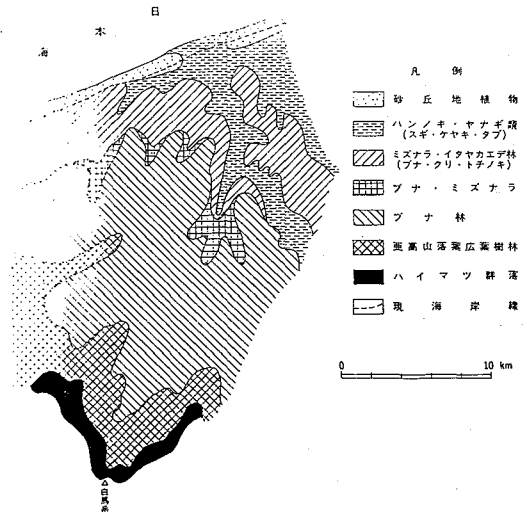 日本海
凡例
砂丘地植物
ハンノキ・ヤナギ類
(スギ・ケヤキ・タブ)
ミズナラ・イタヤカエデ林
(ブナ・クリ・トチノキ)
ブナ・ミズナラ
ブナ林
亜高山落葉広葉樹林
ハイマツ群落
現海岸線
0 10 km
△白馬岳